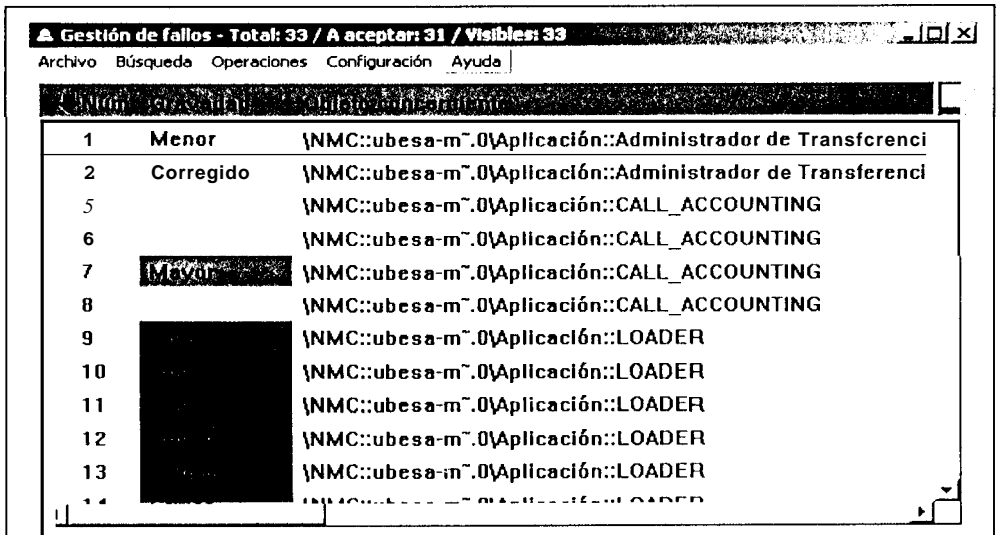 Gestión de fallos - Total: 33 / A aceptar: 31 / Visibles: 33
Archivo Búsqueda Operaciones Configuración Ayuda
1 Menor \NMC::ubesa-m~.0\Aplicación::Administrador de Transferenci
2 Corregido \NMC::ubesa-m~.0\Aplicación::Administrador de Transferenci
5 \NMC::ubesa-m~.0\Aplicación::CALL_ACCOUNTING
6 \NMC::ubesa-m~.0\Aplicación::CALL_ACCOUNTING
7 Mayor \NMC::ubesa-m~.0\Aplicación::CALL_ACCOUNTING
8 \NMC::ubesa-m~.0\Aplicación::CALL_ACCOUNTING
9 \NMC::ubesa-m~.0\Aplicación::LOADER
10 \NMC::ubesa-m~.0\Aplicación::LOADER
11 \NMC::ubesa-m~.0\Aplicación::LOADER
12 \NMC::ubesa-m~.0\Aplicación::LOADER
13 \NMC::ubesa-m~.0\Aplicación::LOADER